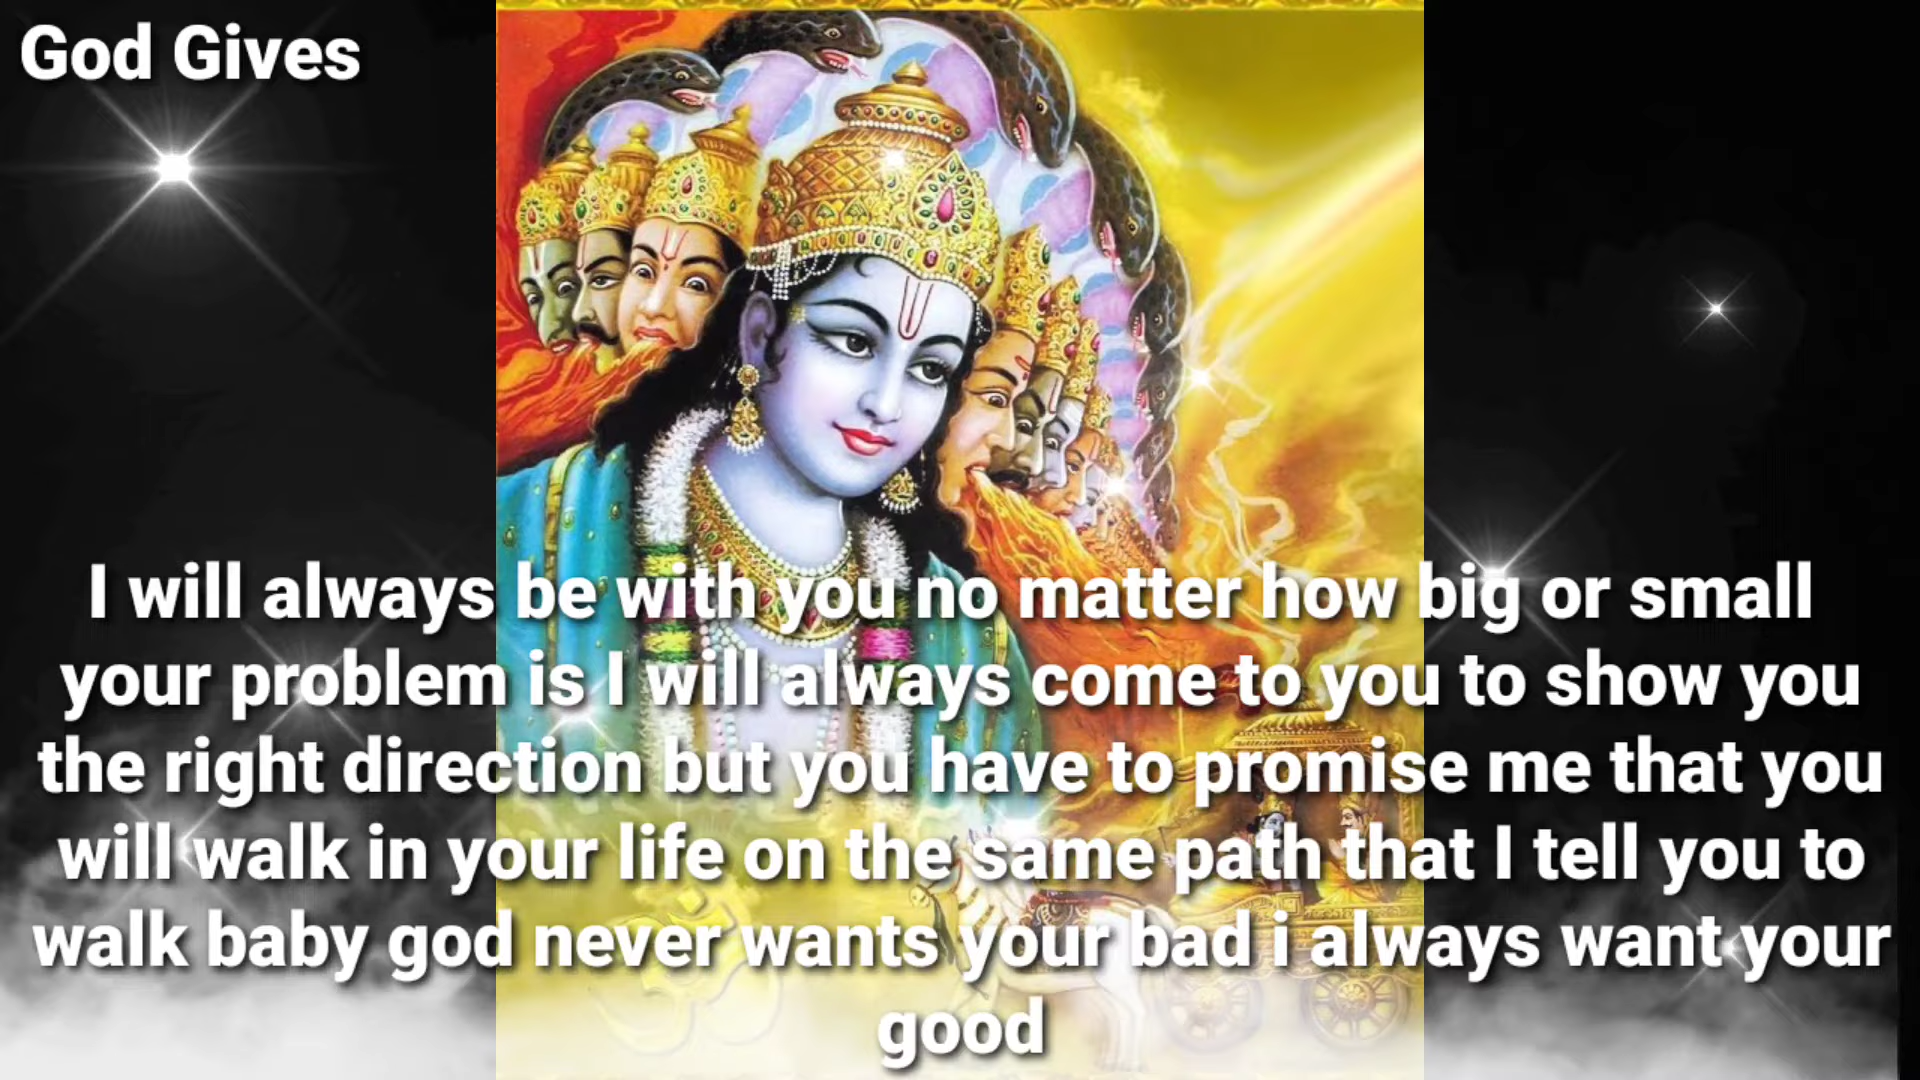 God Gives
I will always be with you no matter how big or small
your problem is I will always come to you to show you
the right direction but you have to promise me that you
will walk in your life on the same path that I tell you to
walk baby god never wants your bad i always want your
good
ॐ